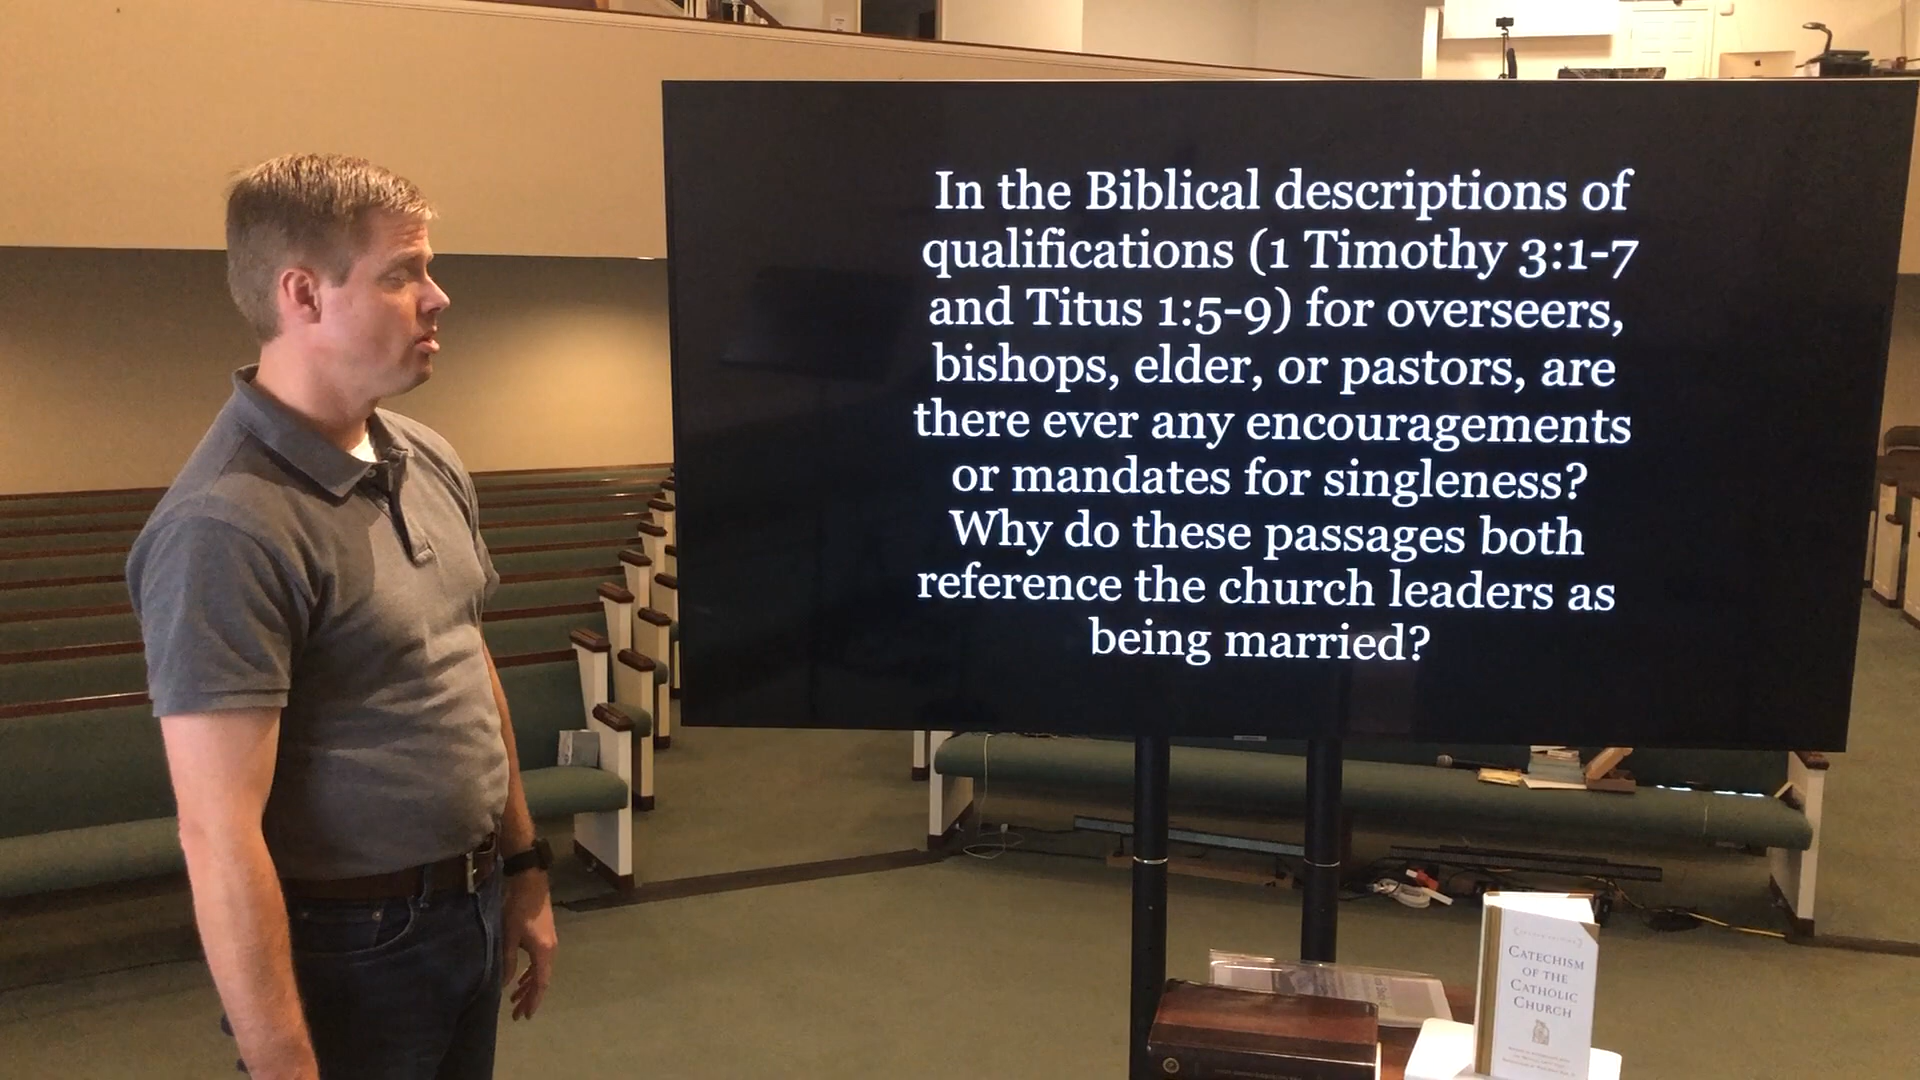 In the Biblical descriptions of
qualifications (1 Timothy 3:1-7
and Titus 1:5-9) for overseers,
bishops, elder, or pastors, are
there ever any encouragements
or mandates for singleness?
Why do these passages both
reference the church leaders as
being married?
CATECHISM
OF THE
CATHOLIC
CHURCH